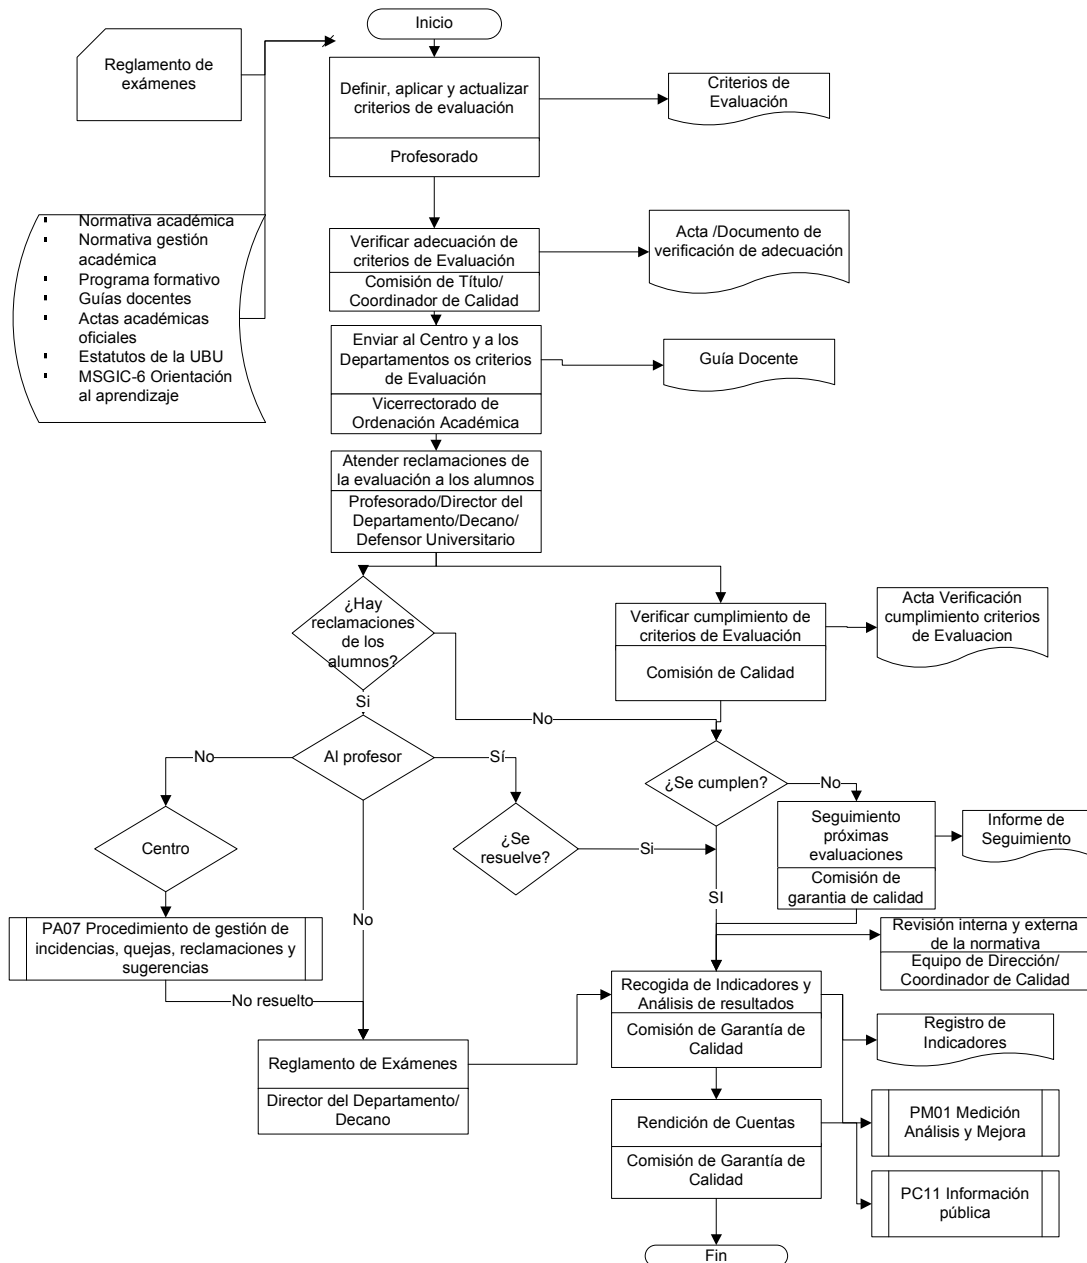 Inicio
Reglamento de
exámenes
Definir, aplicar y actualizar
criterios de evaluación
Profesorado
Criterios de
Evaluación
▪ Normativa académica
▪ Normativa gestión
académica
▪ Programa formativo
▪ Guías docentes
▪ Actas académicas
oficiales
▪ Estatutos de la UBU
▪ MSGIC-6 Orientación
al aprendizaje
Verificar adecuación de
criterios de Evaluación
Comisión de Título/
Coordinador de Calidad
Acta /Documento de
verificación de adecuación
Enviar al Centro y a los
Departamentos os criterios
de Evaluación
Vicerrectorado de
Ordenación Académica
Guía Docente
Atender reclamaciones de
la evaluación a los alumnos
Profesorado/Director del
Departamento/Decano/
Defensor Universitario
¿Hay
reclamaciones
de los
alumnos?
Verificar cumplimiento de
criterios de Evaluación
Comisión de Calidad
Acta Verificación
cumplimiento criterios
de Evaluacion
Si
No
No
Al profesor
Sí
¿Se cumplen?
No
Centro
¿Se
resuelve?
Si
Seguimiento
próximas
evaluaciones
Comisión de
garantia de calidad
Informe de
Seguimiento
SI
No
PA07 Procedimiento de gestión de
incidencias, quejas, reclamaciones y
sugerencias
Revisión interna y externa
de la normativa
Equipo de Dirección/
Coordinador de Calidad
No resuelto
Recogida de Indicadores y
Análisis de resultados
Comisión de Garantía de
Calidad
Registro de
Indicadores
Reglamento de Exámenes
Director del Departamento/
Decano
Rendición de Cuentas
Comisión de Garantía de
Calidad
PM01 Medición
Análisis y Mejora
PC11 Información
pública
Fin